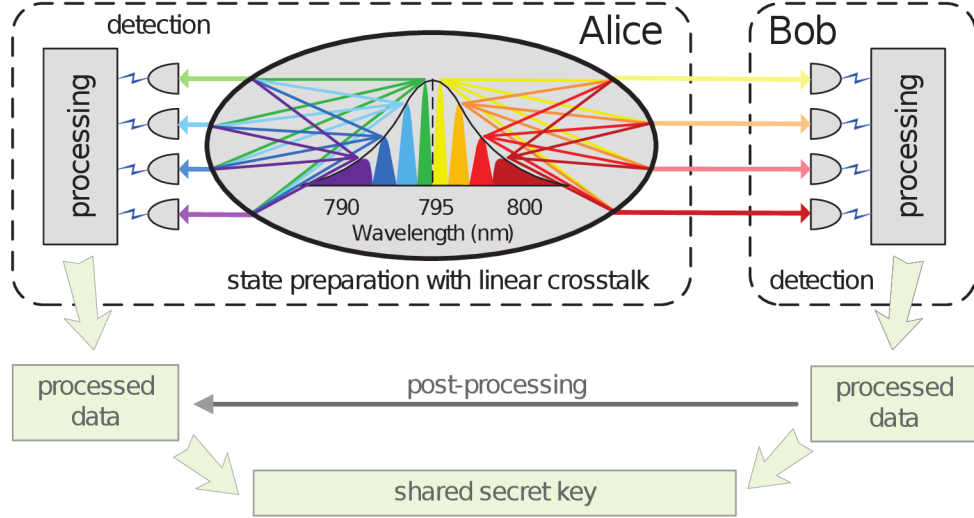 detection
Alice
Bob
processing
790
795
800
Wavelength (nm)
state preparation with linear crosstalk
processing
detection
processed
data
post-processing
processed
data
shared secret key